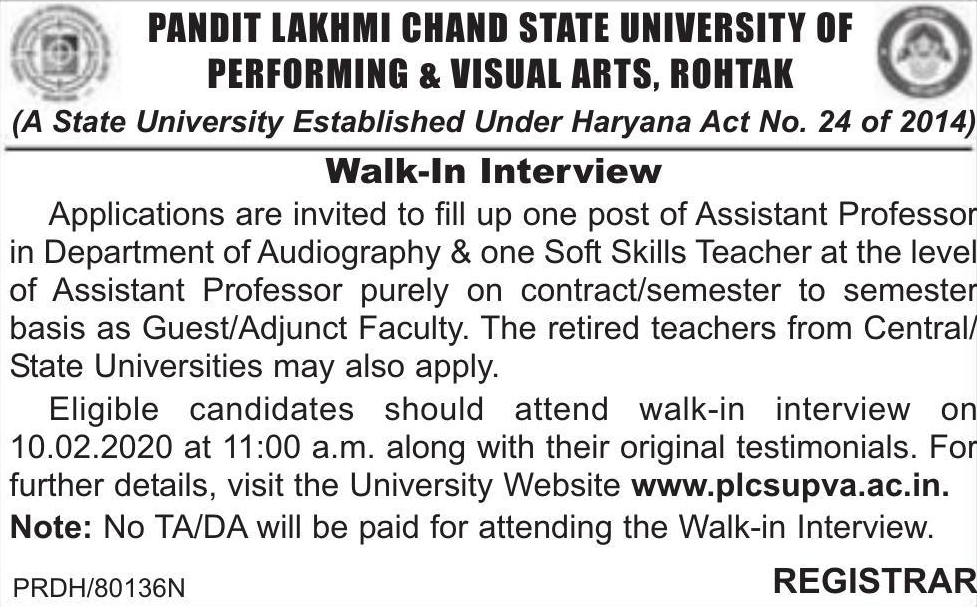 PANDIT LAKHMI CHAND STATE UNIVERSITY OF
PERFORMING & VISUAL ARTS, ROHTAK
(A State University Established Under Haryana Act No. 24 of 2014)
Walk-In Interview
Applications are invited to fill up one post of Assistant Professor
in Department of Audiography & one Soft Skills Teacher at the level
of Assistant Professor purely on contract/semester to semester
basis as Guest/Adjunct Faculty. The retired teachers from Central/
State Universities may also apply.
Eligible candidates should attend walk-in interview on
10.02.2020 at 11:00 a.m. along with their original testimonials. For
further details, visit the University Website www.plcsupva.ac.in.
Note: No TA/DA will be paid for attending the Walk-in Interview.
PRDH/80136N
REGISTRAR